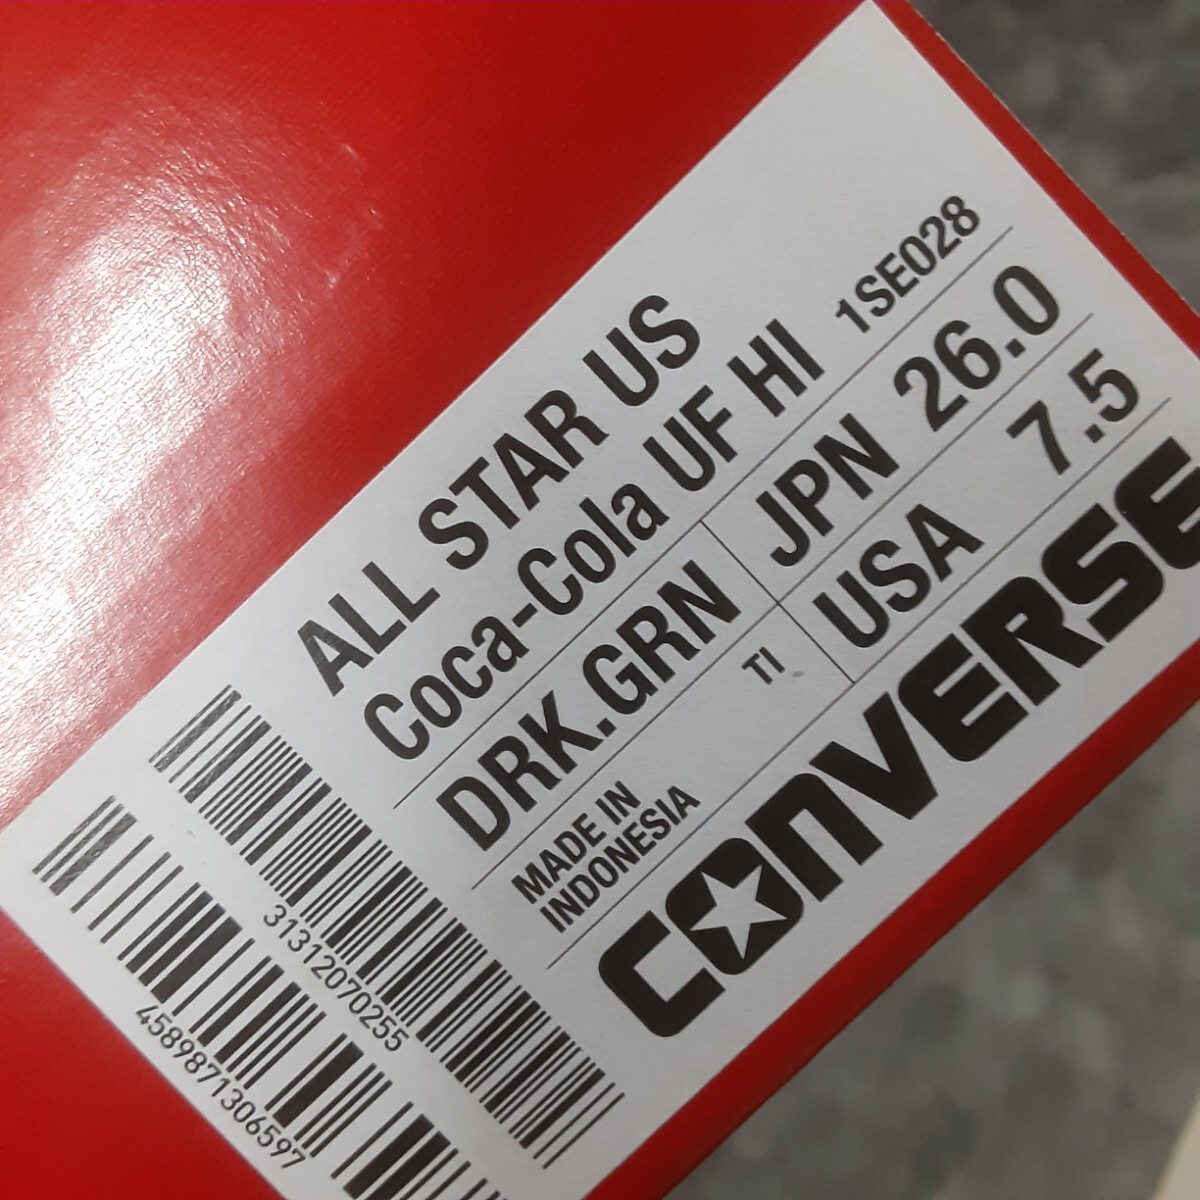 ALL STAR US
Coca-Cola UF HI 1SE028
DRK.GRN JPN 26.0
TI USA 7.5
MADE IN
INDONESIA
CONVERSE
31312070255
4589871306597